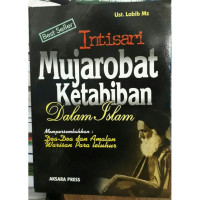 Ust. Labib Mz
Best Seller
Intisari
Mujarobat
Ketabiban
Dalam Islam
Mempersembahkan :
Doa-Doa dan Amalan
Warisan Para leluhur
AKSARA PRESS